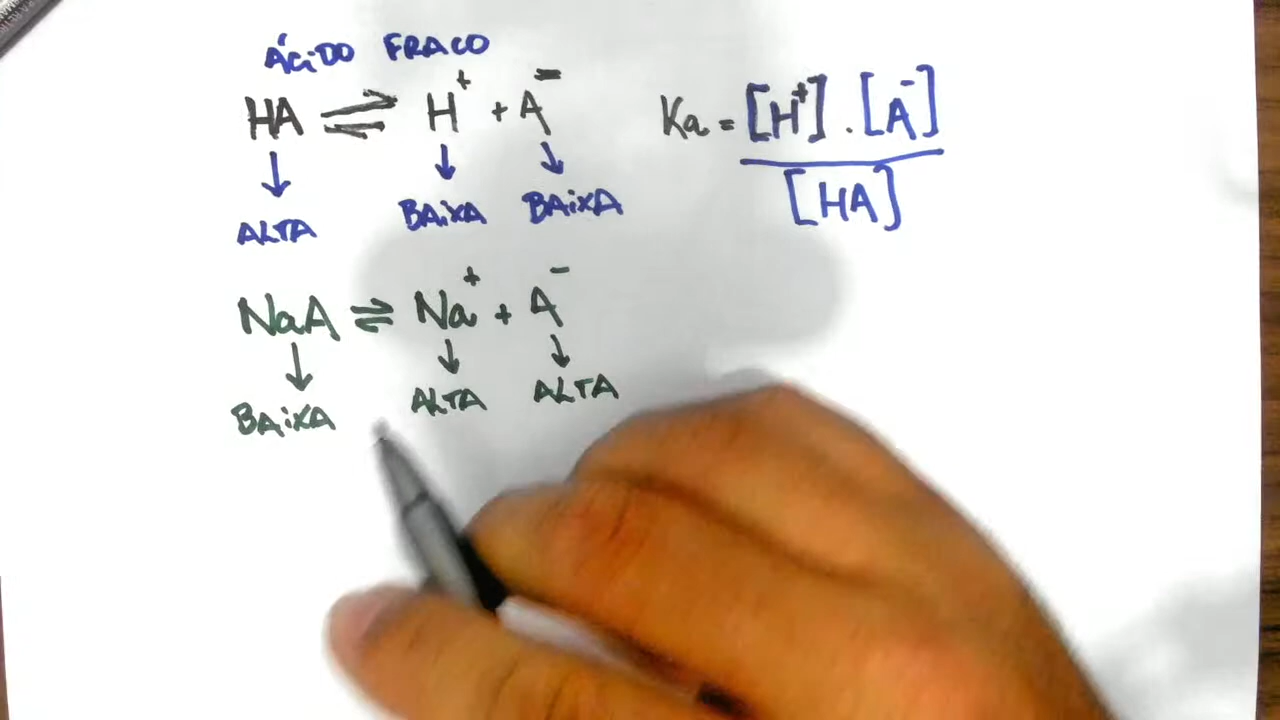 ÁCiDO FRACO
HA ⇌ H⁺ + A⁻
↓ ↓ ↓
ALTA BAiXA BAiXA
Ka = [H⁺] . [A⁻]
[HA]
NaA ⇌ Na⁺ + A⁻
↓ ↓ ↓
BAiXA ALTA ALTA